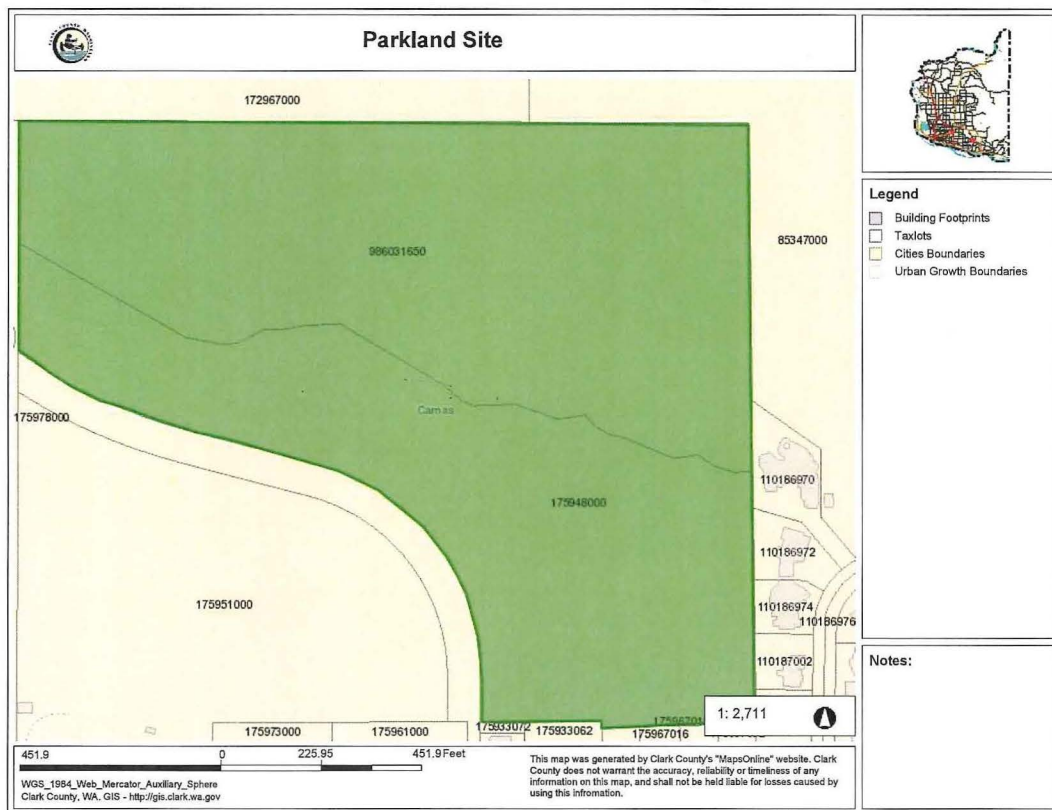 Parkland Site
172967000
85347000
986031650
Camas
175978000
175948000
110186970
110186972
110186974
110186976
175951000
110187002
175933072
175973000
175961000
175933062
175967016
1: 2,711
Legend
Building Footprints
Taxlots
Cities Boundaries
Urban Growth Boundaries
Notes:
451.9 0 225.95 451.9 Feet
WGS_1984_Web_Mercator_Auxiliary_Sphere
Clark County, WA. GIS - http://gis.clark.wa.gov
This map was generated by Clark County's "MapsOnline" website. Clark
County does not warrant the accuracy, reliability or timeliness of any
information on this map, and shall not be held liable for losses caused by
using this infromation.